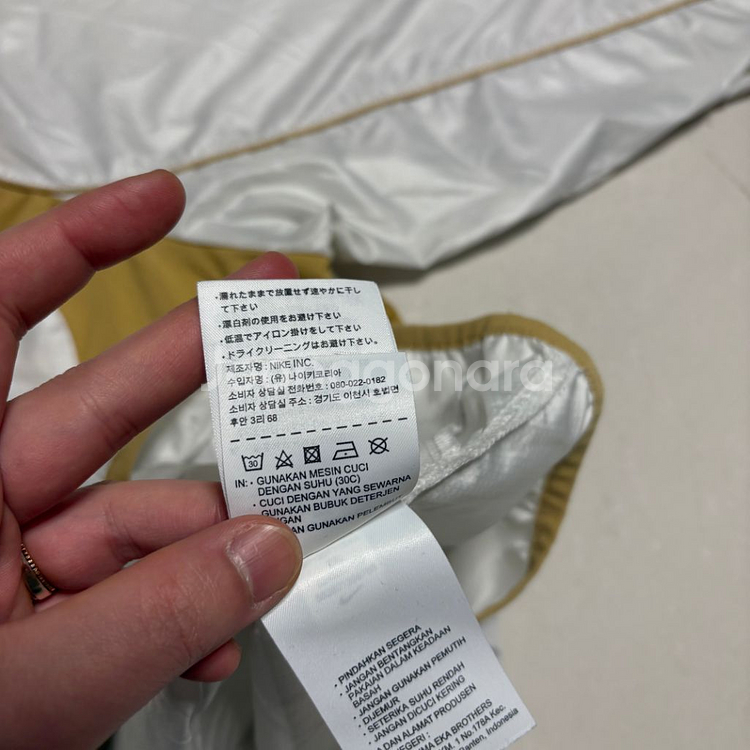 ・濡れたままで放置せず速やかに干し
て下さい
・漂白剤の使用をお避け下さい
・低温でアイロン掛けをして下さい
・ドライクリーニングはお避け下さい。
제조자명 : NIKE INC.
수입자명 : (유) 나이키코리아
소비자 상담실 전화번호 : 080-022-0182
소비자 상담실 주소 : 경기도 이천시 호법면
후안 3리 68
30
IN: · GUNAKAN MESIN CUCI
DENGAN SUHU (30C)
· CUCI DENGAN YANG SEWARNA
GUNAKAN BUBUK DETERJEN
GUNAKAN
· PINDAHKAN SEGERA
· JANGAN BENTANGKAN
PAKAIAN DALAM KEADAAN
BASAH
· JANGAN GUNAKAN PEMUTIH
· DIJEMUR
· SETERIKA SUHU RENDAH
· JANGAN DICUCI KERING
ALAMAT PRODUSEN
EKA BROTHERS
1 No.178A Kec.
Indonesia